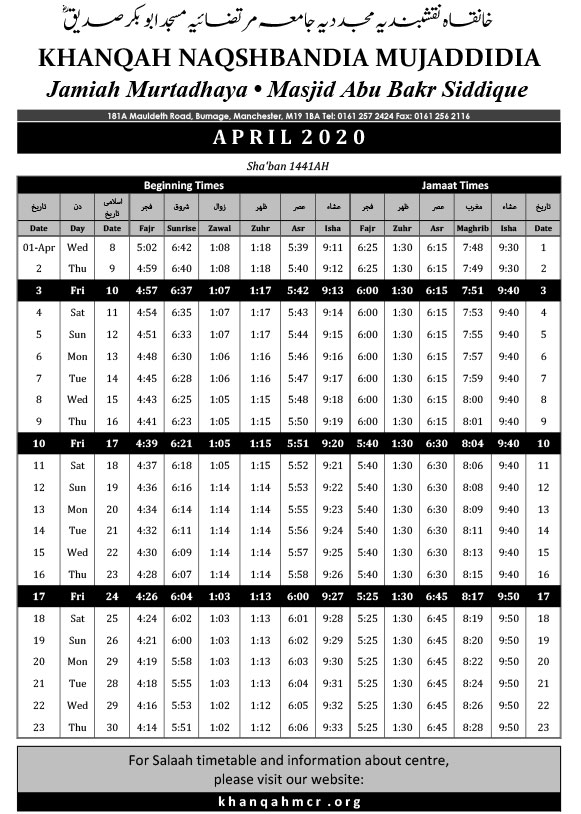 خانقاہ نقشبندیہ مجددیہ جامعہ مرتضائیہ مسجد ابو بکر صدیقؓ
KHANQAH NAQSHBANDIA MUJADDIDIA
Jamiah Murtadhaya • Masjid Abu Bakr Siddique
181A Mauldeth Road, Burnage, Manchester, M19 1BA Tel: 0161 257 2424 Fax: 0161 256 2116
APRIL 2020
Sha'ban 1441AH
Beginning Times Jamaat Times
تاریخ دن اسلامی تاریخ فجر شروق زوال ظہر عصر عشاء فجر ظہر عصر مغرب عشاء تاریخ
Date Day Date Fajr Sunrise Zawal Zuhr Asr Isha Fajr Zuhr Asr Maghrib Isha Date
01-Apr Wed 8 5:02 6:42 1:08 1:18 5:39 9:11 6:25 1:30 6:15 7:48 9:30 1
2 Thu 9 4:59 6:40 1:08 1:18 5:40 9:12 6:25 1:30 6:15 7:49 9:30 2
3 Fri 10 4:57 6:37 1:07 1:17 5:42 9:13 6:00 1:30 6:15 7:51 9:40 3
4 Sat 11 4:54 6:35 1:07 1:17 5:43 9:14 6:00 1:30 6:15 7:53 9:40 4
5 Sun 12 4:51 6:33 1:07 1:17 5:44 9:15 6:00 1:30 6:15 7:55 9:40 5
6 Mon 13 4:48 6:30 1:06 1:16 5:46 9:16 6:00 1:30 6:15 7:57 9:40 6
7 Tue 14 4:45 6:28 1:06 1:16 5:47 9:17 6:00 1:30 6:15 7:59 9:40 7
8 Wed 15 4:43 6:25 1:05 1:15 5:48 9:18 6:00 1:30 6:15 8:00 9:40 8
9 Thu 16 4:41 6:23 1:05 1:15 5:50 9:19 6:00 1:30 6:15 8:01 9:40 9
10 Fri 17 4:39 6:21 1:05 1:15 5:51 9:20 5:40 1:30 6:30 8:04 9:40 10
11 Sat 18 4:37 6:18 1:05 1:15 5:52 9:21 5:40 1:30 6:30 8:06 9:40 11
12 Sun 19 4:36 6:16 1:14 1:14 5:53 9:22 5:40 1:30 6:30 8:08 9:40 12
13 Mon 20 4:34 6:14 1:14 1:14 5:55 9:23 5:40 1:30 6:30 8:09 9:40 13
14 Tue 21 4:32 6:11 1:14 1:14 5:56 9:24 5:40 1:30 6:30 8:11 9:40 14
15 Wed 22 4:30 6:09 1:14 1:14 5:57 9:25 5:40 1:30 6:30 8:13 9:40 15
16 Thu 23 4:28 6:07 1:14 1:14 5:58 9:26 5:40 1:30 6:30 8:15 9:40 16
17 Fri 24 4:26 6:04 1:03 1:13 6:00 9:27 5:25 1:30 6:45 8:17 9:50 17
18 Sat 25 4:24 6:02 1:03 1:13 6:01 9:28 5:25 1:30 6:45 8:19 9:50 18
19 Sun 26 4:21 6:00 1:03 1:13 6:02 9:29 5:25 1:30 6:45 8:20 9:50 19
20 Mon 29 4:19 5:58 1:03 1:13 6:03 9:30 5:25 1:30 6:45 8:22 9:50 20
21 Tue 28 4:18 5:55 1:03 1:13 6:04 9:31 5:25 1:30 6:45 8:24 9:50 21
22 Wed 29 4:16 5:53 1:02 1:12 6:05 9:32 5:25 1:30 6:45 8:26 9:50 22
23 Thu 30 4:14 5:51 1:02 1:12 6:06 9:33 5:25 1:30 6:45 8:28 9:50 23
For Salaah timetable and information about centre,
please visit our website:
khanqahmcr.org